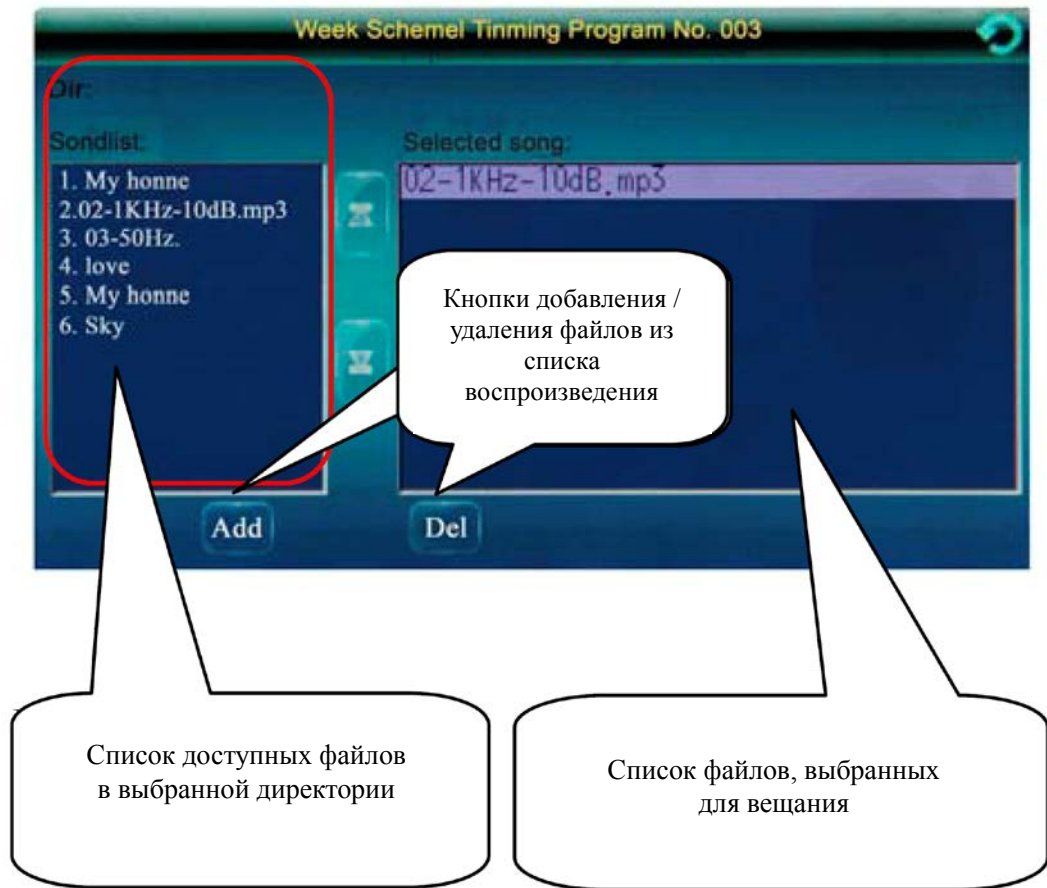 Week Schemel Tinming Program No. 003
Dir:
Sondlist:
1. My honne
2.02-1KHz-10dB.mp3
3. 03-50Hz.
4. love
5. My honne
6. Sky
Selected song:
02-1KHz-10dB.mp3
Кнопки добавления /
удаления файлов из
списка
воспроизведения
Add
Del
Список доступных файлов
в выбранной директории
Список файлов, выбранных
для вещания